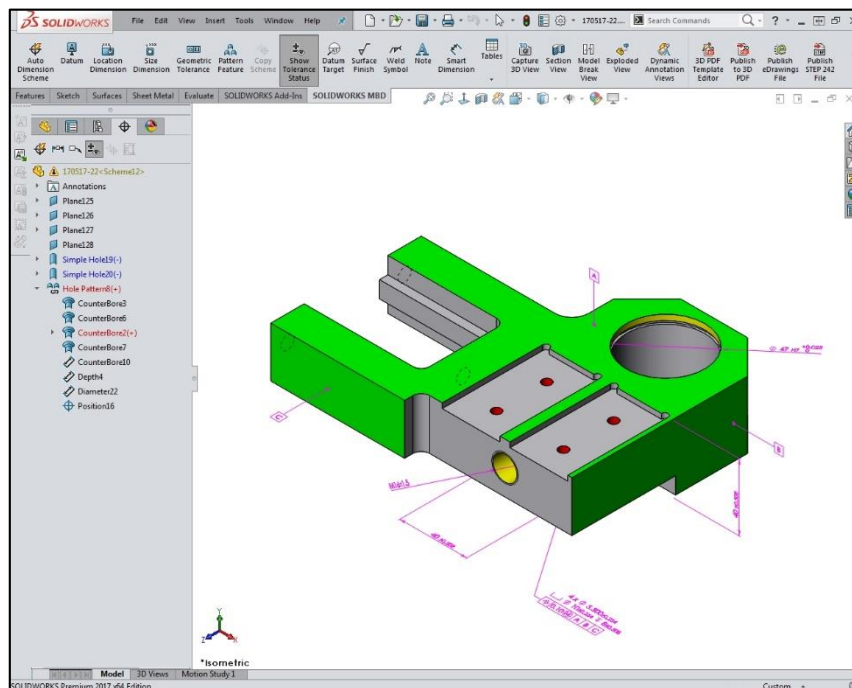 SOLIDWORKS File Edit View Insert Tools Window Help 170517-22.... Search Commands
Auto Dimension Scheme
Datum
Location Dimension
Size Dimension
Geometric Tolerance
Pattern Feature
Copy Scheme
Show Tolerance Status
Datum Target
Surface Finish
Weld Symbol
Note
Smart Dimension
Tables
Capture 3D View
Section View
Model Break View
Exploded View
Dynamic Annotation Views
3D PDF Template Editor
Publish to 3D PDF
Publish eDrawings File
Publish STEP 242 File
Features Sketch Surfaces Sheet Metal Evaluate SOLIDWORKS Add-Ins SOLIDWORKS MBD
170517-22<Scheme12>
Annotations
Plane125
Plane126
Plane127
Plane128
Simple Hole19(-)
Simple Hole20(-)
Hole Pattern8(+)
CounterBore3
CounterBore6
CounterBore2(+)
CounterBore7
CounterBore10
Depth4
Diameter22
Position16
A
C
B
A B C
Y
Z
*Isometric
Model 3D Views Motion Study 1
SOLIDWORKS Premium 2017 x64 Edition Custom